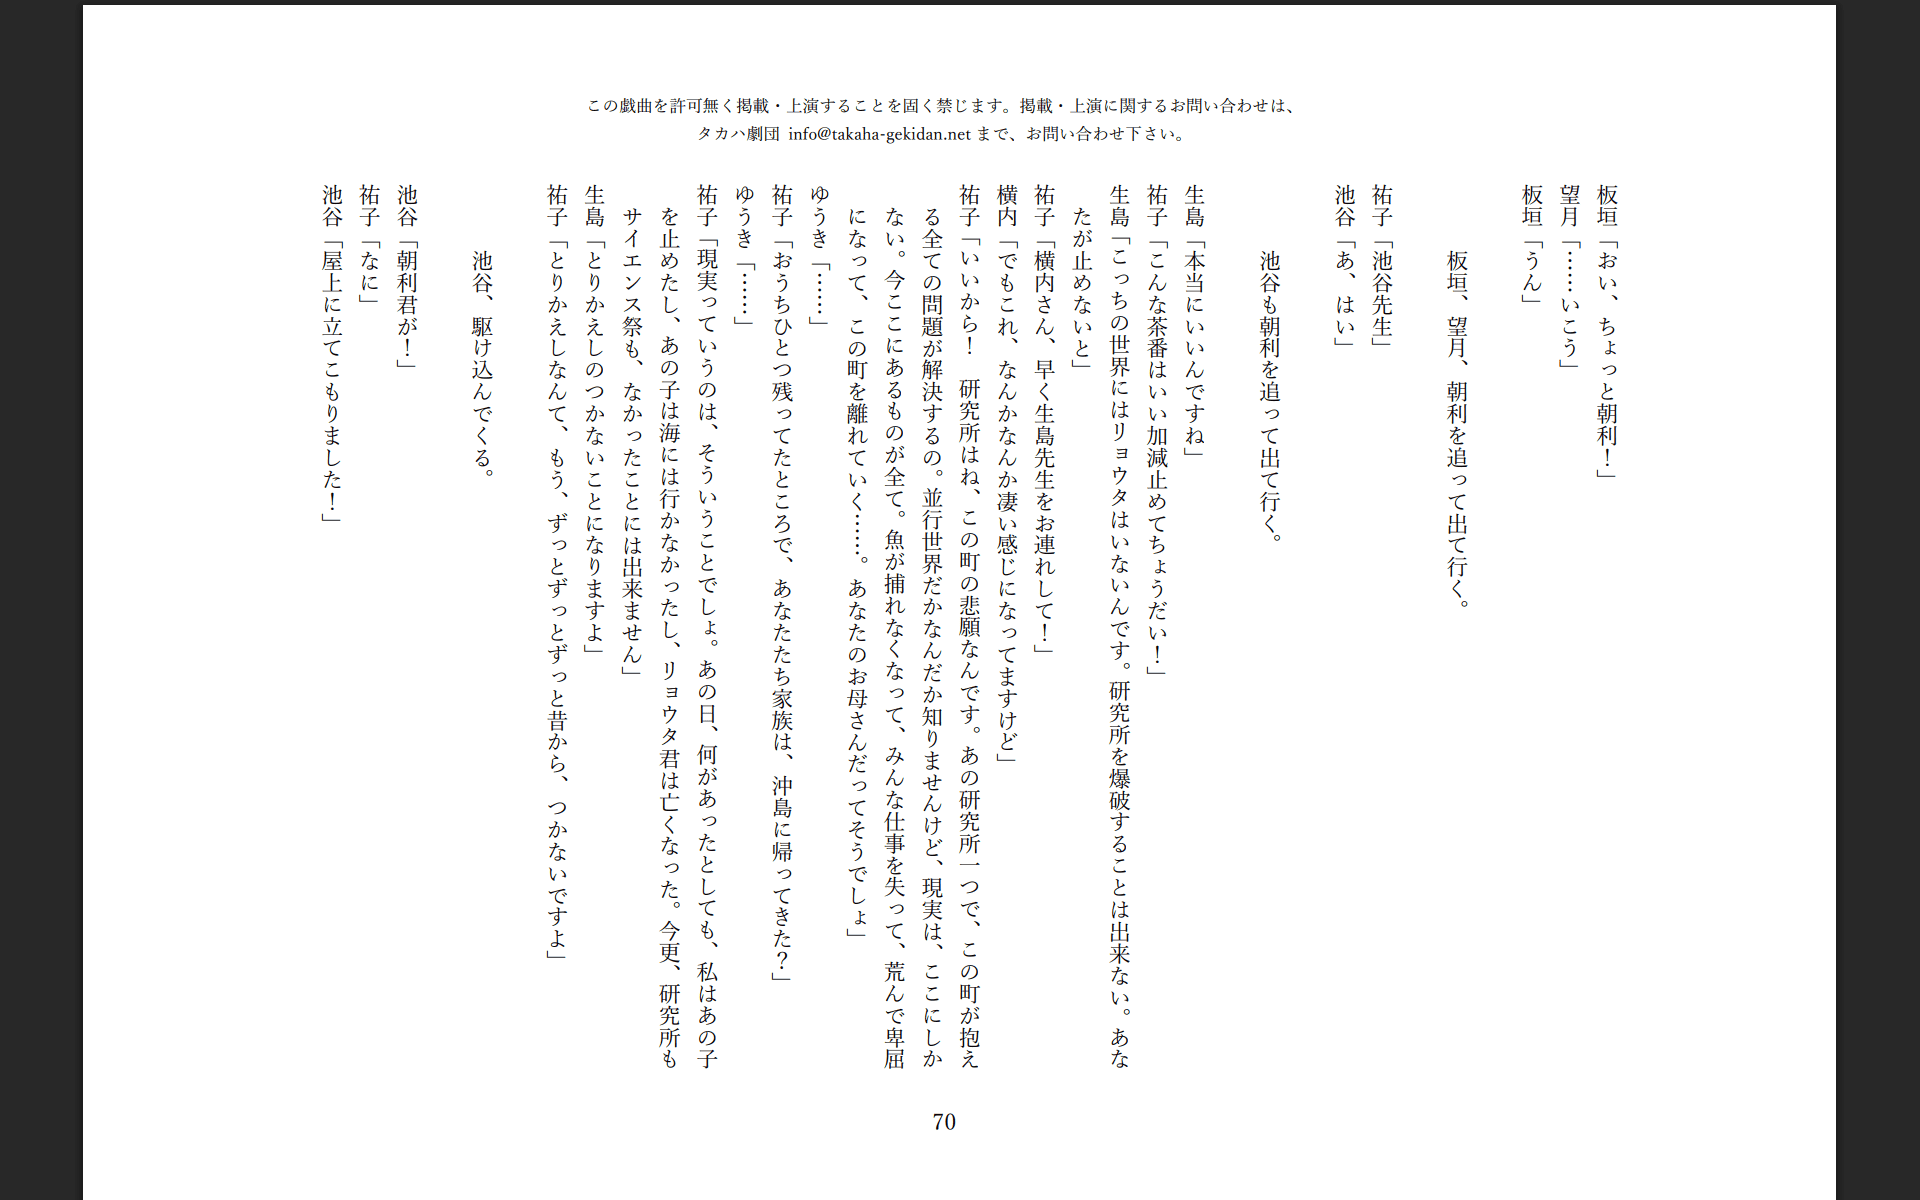 この戯曲を許可無く掲載・上演することを固く禁じます。掲載・上演に関するお問い合わせは、
タカハ劇団 info@takaha-gekidan.net まで、お問い合わせ下さい。
板垣「おい、ちょっと朝利！」
望月「……いこう」
板垣「うん」
板垣、望月、朝利を追って出て行く。
祐子「池谷先生」
池谷「あ、はい」
池谷も朝利を追って出て行く。
生島「本当にいいんですね」
祐子「こんな茶番はいい加減止めてちょうだい！」
生島「こっちの世界にはリョウタはいないんです。研究所を爆破することは出来ない。あな
たが止めないと」
祐子「横内さん、早く生島先生をお連れして！」
横内「でもこれ、なんかなんか凄い感じになってますけど」
祐子「いいから！　研究所はね、この町の悲願なんです。あの研究所一つで、この町が抱え
る全ての問題が解決するの。並行世界だかなんだか知りませんけど、現実は、ここにしか
ない。今ここにあるものが全て。魚が捕れなくなって、みんな仕事を失って、荒んで卑屈
になって、この町を離れていく……。あなたのお母さんだってそうでしょ」
ゆうき「……」
祐子「おうちひとつ残ってたところで、あなたたち家族は、沖島に帰ってきた？」
ゆうき「……」
祐子「現実っていうのは、そういうことでしょ。あの日、何があったとしても、私はあの子
を止めたし、あの子は海には行かなかったし、リョウタ君は亡くなった。今更、研究所も
サイエンス祭も、なかったことには出来ません」
生島「とりかえしのつかないことになりますよ」
祐子「とりかえしなんて、もう、ずっとずっとずっと昔から、つかないですよ」
池谷、駆け込んでくる。
池谷「朝利君が！」
祐子「なに」
池谷「屋上に立てこもりました！」
70